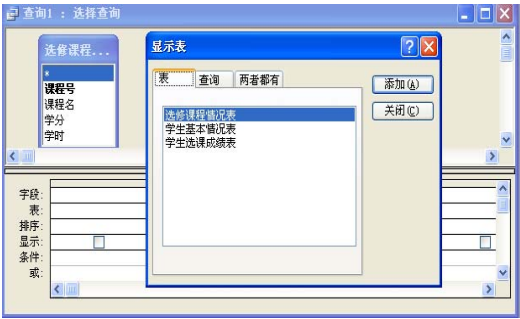 查询1 : 选择查询
选修课程...
*
课程号
课程名
学分
学时
显示表
表 查询 两者都有
选修课程情况表
学生基本情况表
学生选课成绩表
添加(A)
关闭(C)
字段:
表:
排序:
显示:
条件:
或: